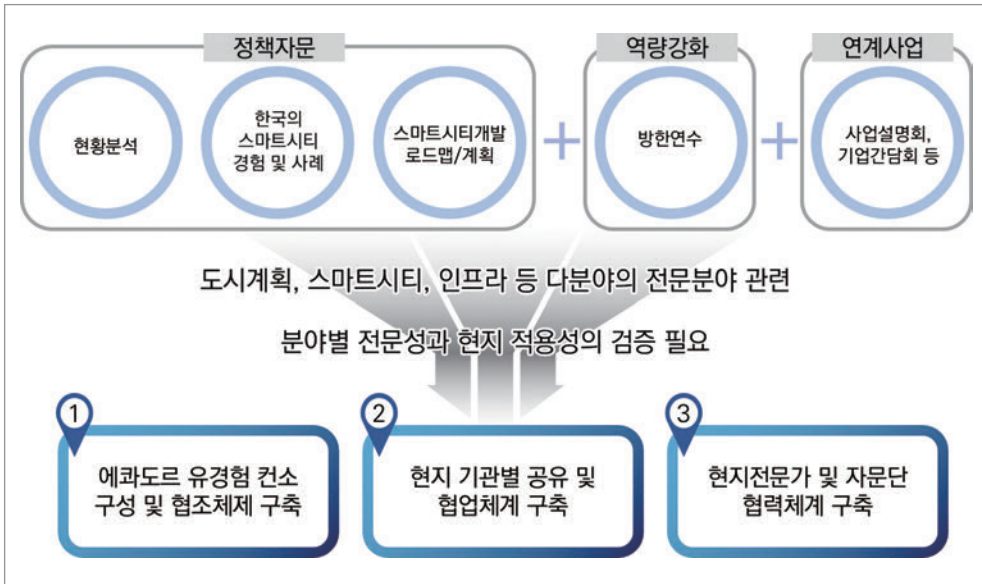 정책자문
역량강화
연계사업
현황분석
한국의
스마트시티
경험 및 사례
스마트시티개발
로드맵/계획
+
방한연수
+
사업설명회,
기업간담회 등
도시계획, 스마트시티, 인프라 등 다분야의 전문분야 관련
분야별 전문성과 현지 적용성의 검증 필요
1
에콰도르 유경험 컨소
구성 및 협조체제 구축
2
현지 기관별 공유 및
협업체계 구축
3
현지전문가 및 자문단
협력체계 구축